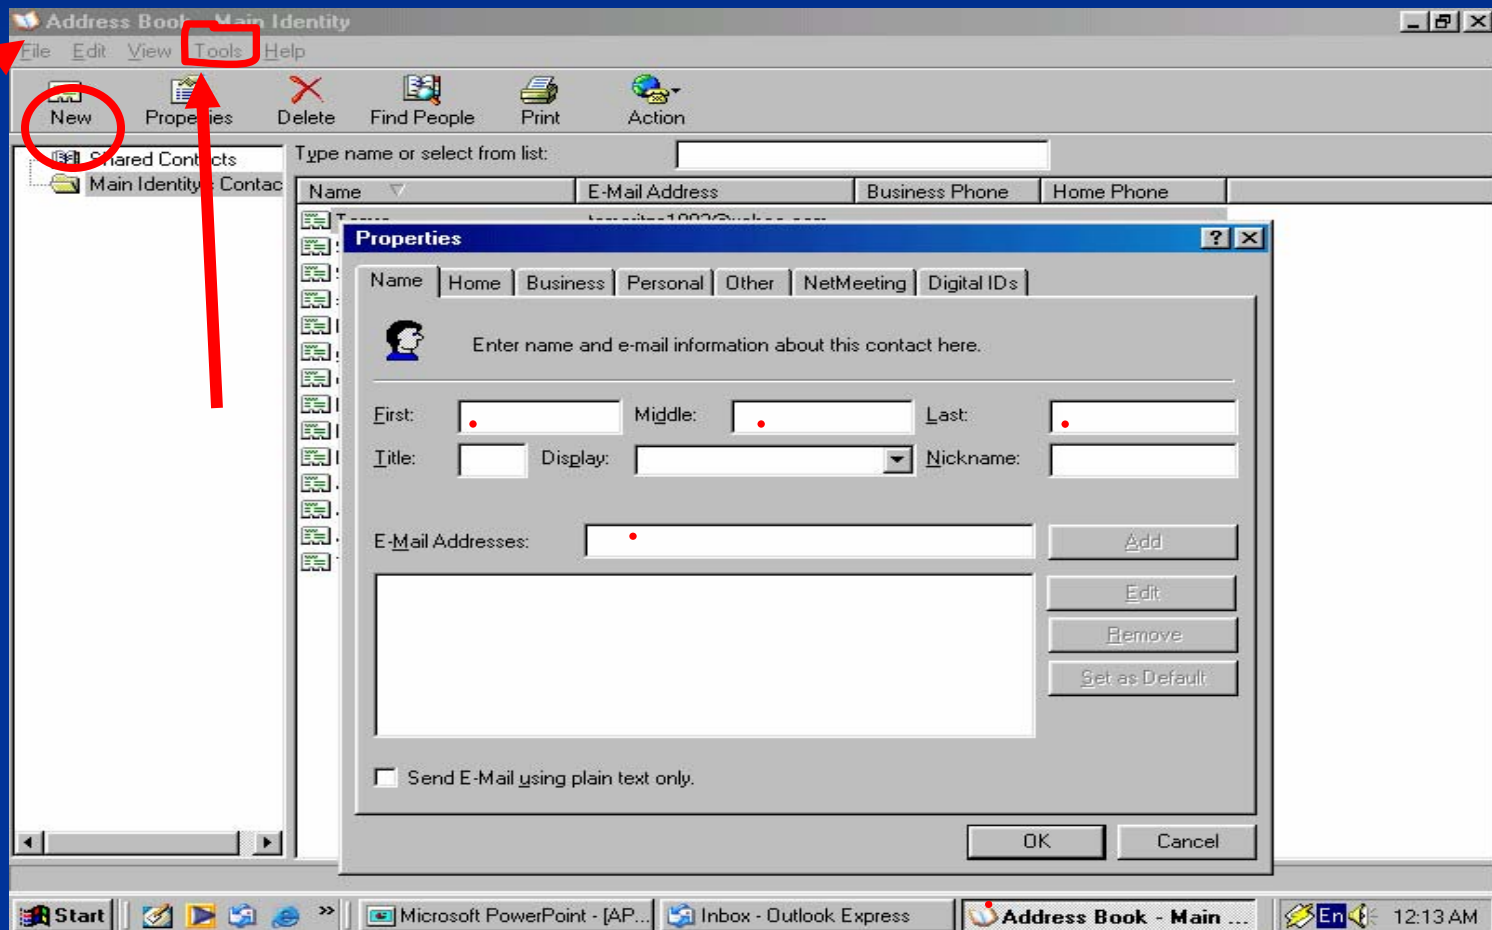 Address Book - Main Identity
File Edit View Tools Help
New Properties Delete Find People Print Action
Shared Contacts
Main Identity's Contac
Type name or select from list:
Name E-Mail Address Business Phone Home Phone
Properties
Name Home Business Personal Other NetMeeting Digital IDs
Enter name and e-mail information about this contact here.
First: Middle: Last:
Title: Display: Nickname:
E-Mail Addresses: Add
Edit
Remove
Set as Default
Send E-Mail using plain text only.
OK Cancel
Start » Microsoft PowerPoint - [AP... Inbox - Outlook Express Address Book - Main ... En 12:13 AM